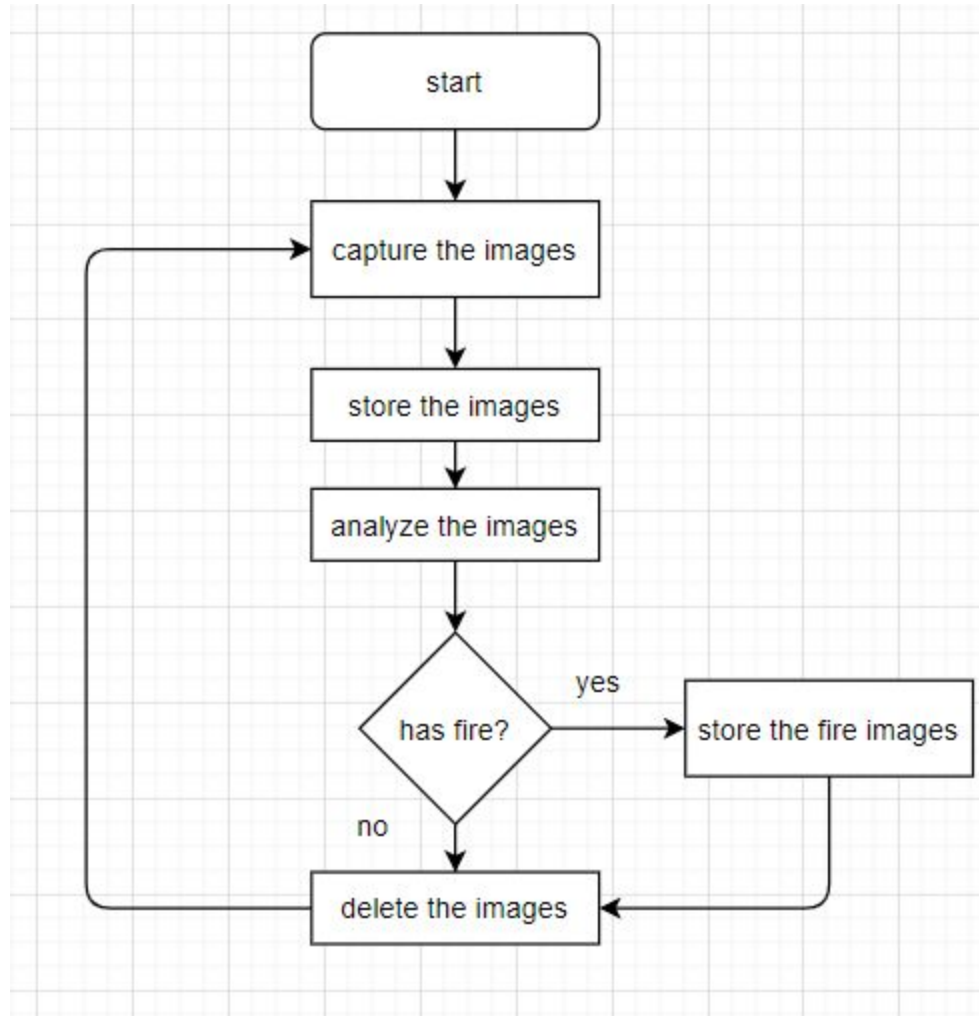 start
capture the images
store the images
analyze the images
has fire?
yes
store the fire images
no
delete the images